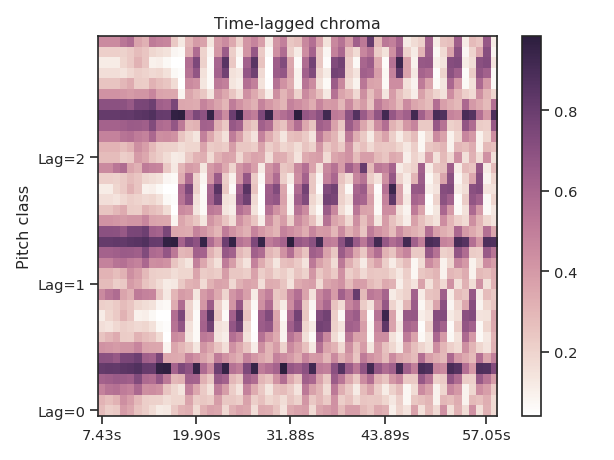 Time-lagged chroma
Pitch class
Lag=2
Lag=1
Lag=0
7.43s 19.90s 31.88s 43.89s 57.05s
0.8
0.6
0.4
0.2